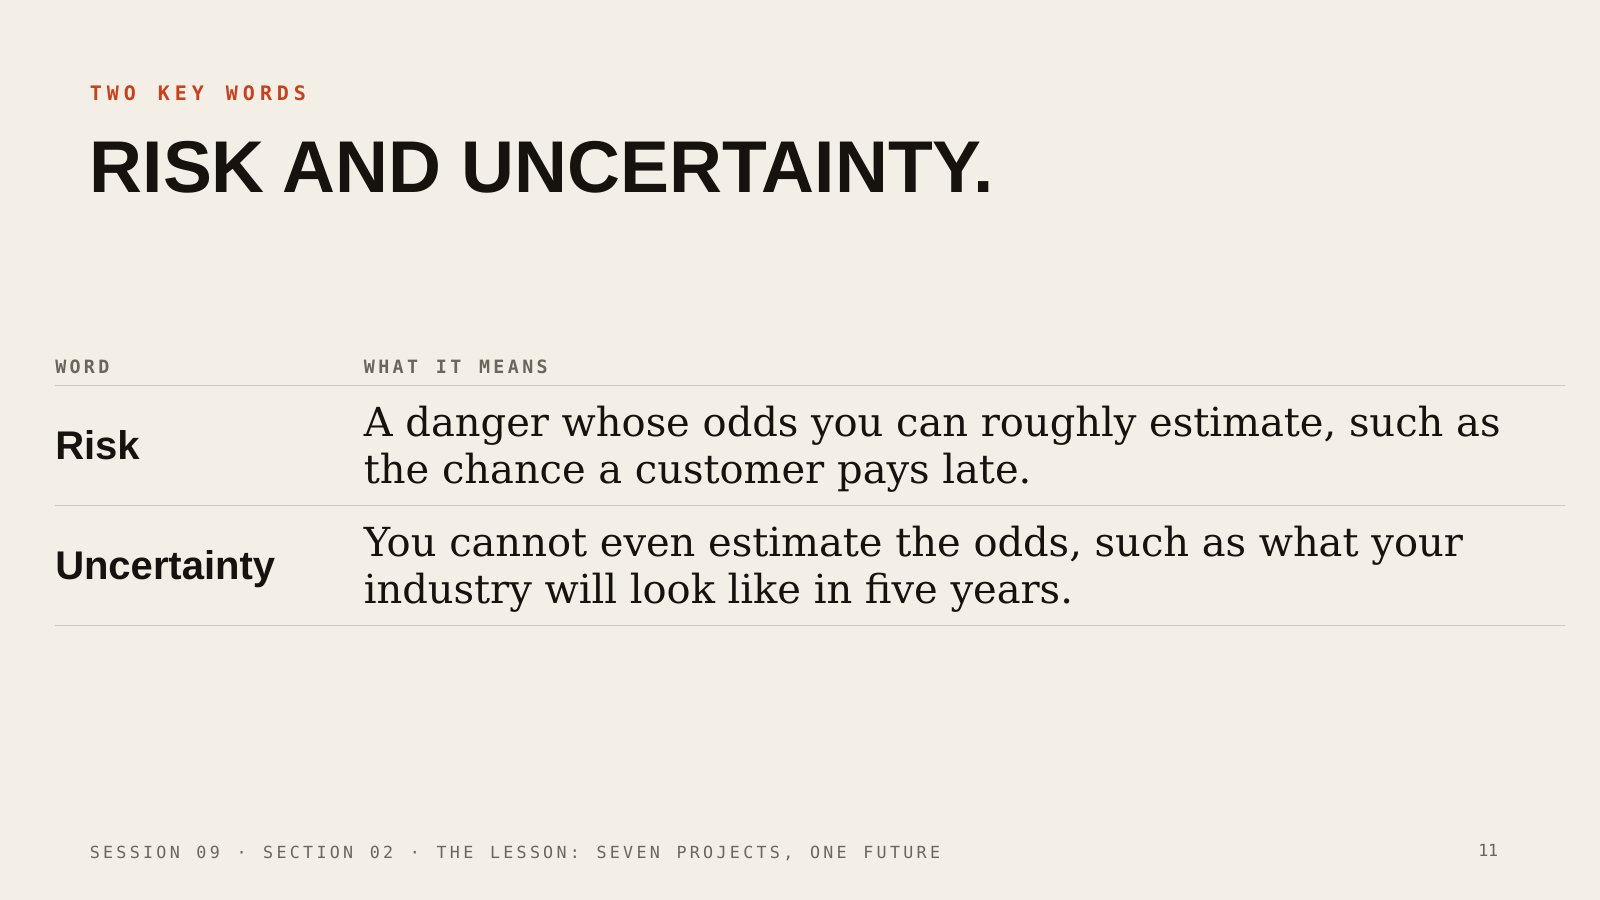 TWO KEY WORDS
RISK AND UNCERTAINTY.
WORD WHAT IT MEANS
Risk
A danger whose odds you can roughly estimate, such as
the chance a customer pays late.
Uncertainty
You cannot even estimate the odds, such as what your
industry will look like in five years.
SESSION 09 · SECTION 02 · THE LESSON: SEVEN PROJECTS, ONE FUTURE
11